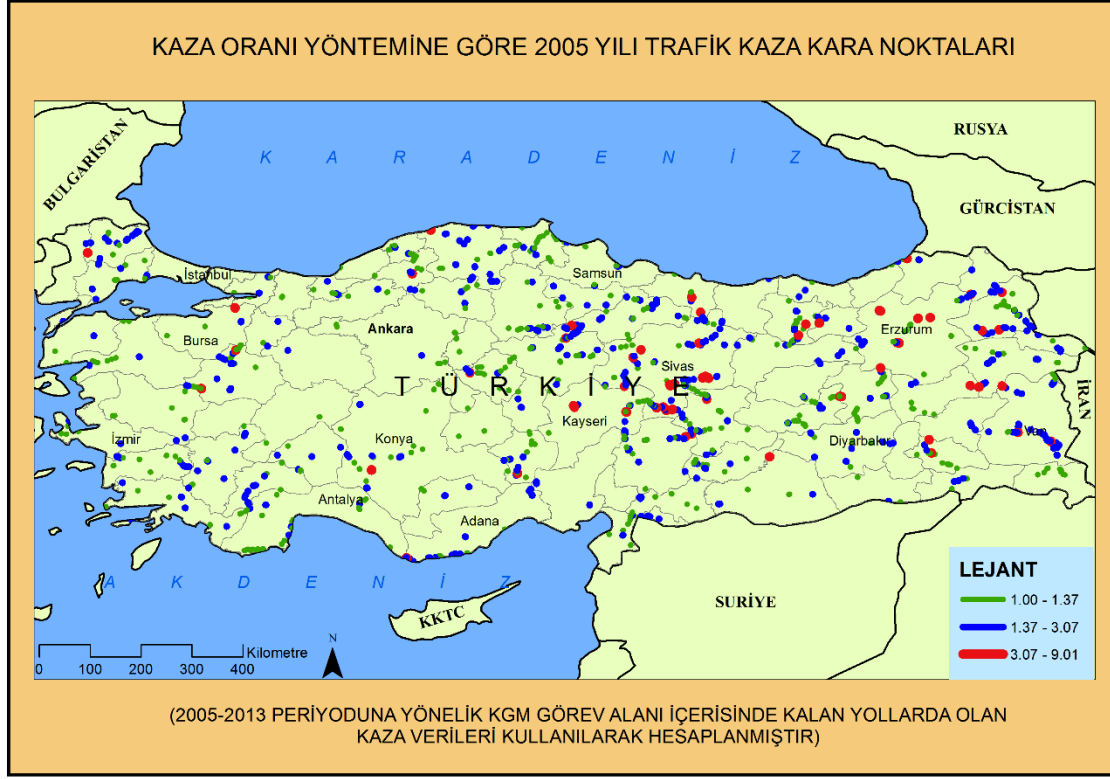 KAZA ORANI YÖNTEMİNE GÖRE 2005 YILI TRAFİK KAZA KARA NOKTALARI
BULGARİSTAN
RUSYA
K A R A D E N İ Z
GÜRCİSTAN
İstanbul
Samsun
Ankara
Bursa
Erzurum
Sivas
T Ü R K İ Y E
İRAN
Kayseri
İzmir
Konya
Diyarbakır
Van
Antalya
Adana
A K D E N İ Z
KKTC
SURİYE
LEJANT
1.00 - 1.37
1.37 - 3.07
3.07 - 9.01
N
Kilometre
0 100 200 300 400
(2005-2013 PERİYODUNA YÖNELİK KGM GÖREV ALANI İÇERİSİNDE KALAN YOLLARDA OLAN
KAZA VERİLERİ KULLANILARAK HESAPLANMIŞTIR)